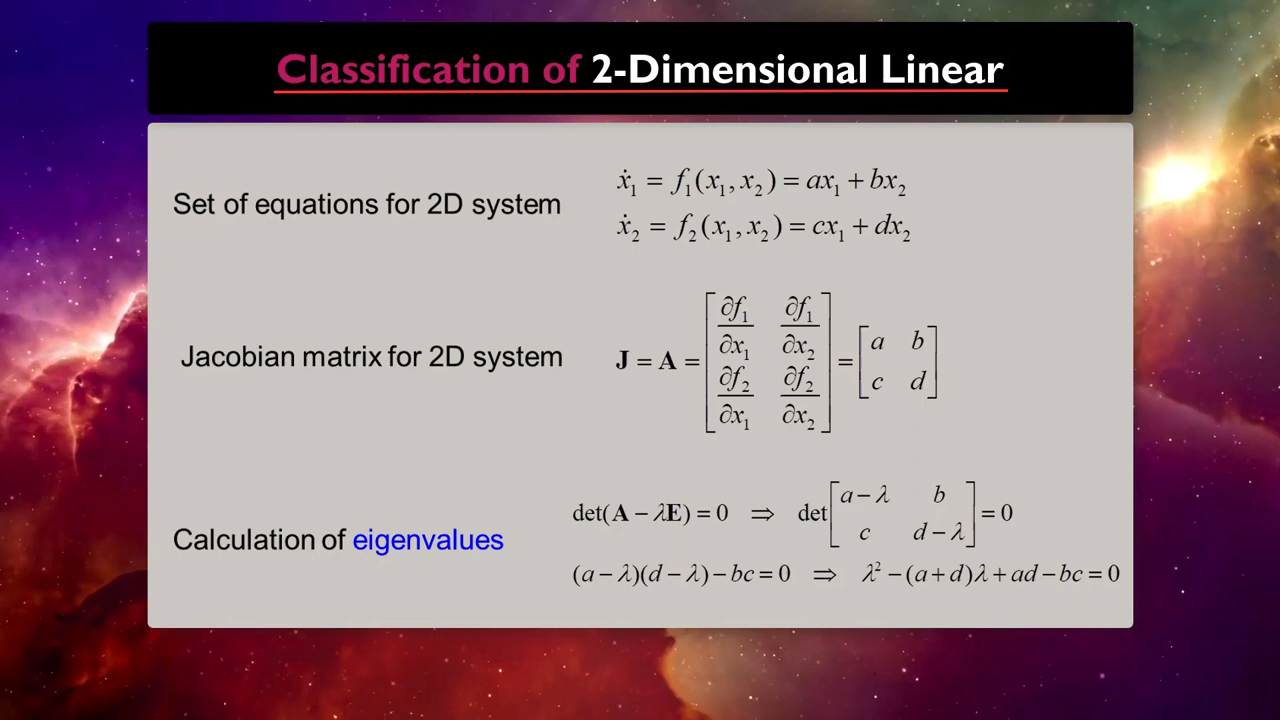 Classification of 2-Dimensional Linear
Set of equations for 2D system
ẋ₁ = f₁(x₁, x₂) = ax₁ + bx₂
ẋ₂ = f₂(x₁, x₂) = cx₁ + dx₂
Jacobian matrix for 2D system
J = A = [∂f₁/∂x₁ ∂f₁/∂x₂; ∂f₂/∂x₁ ∂f₂/∂x₂] = [a b; c d]
Calculation of eigenvalues
det(A − λE) = 0 ⇒ det[a − λ b; c d − λ] = 0
(a − λ)(d − λ) − bc = 0 ⇒ λ² − (a + d)λ + ad − bc = 0